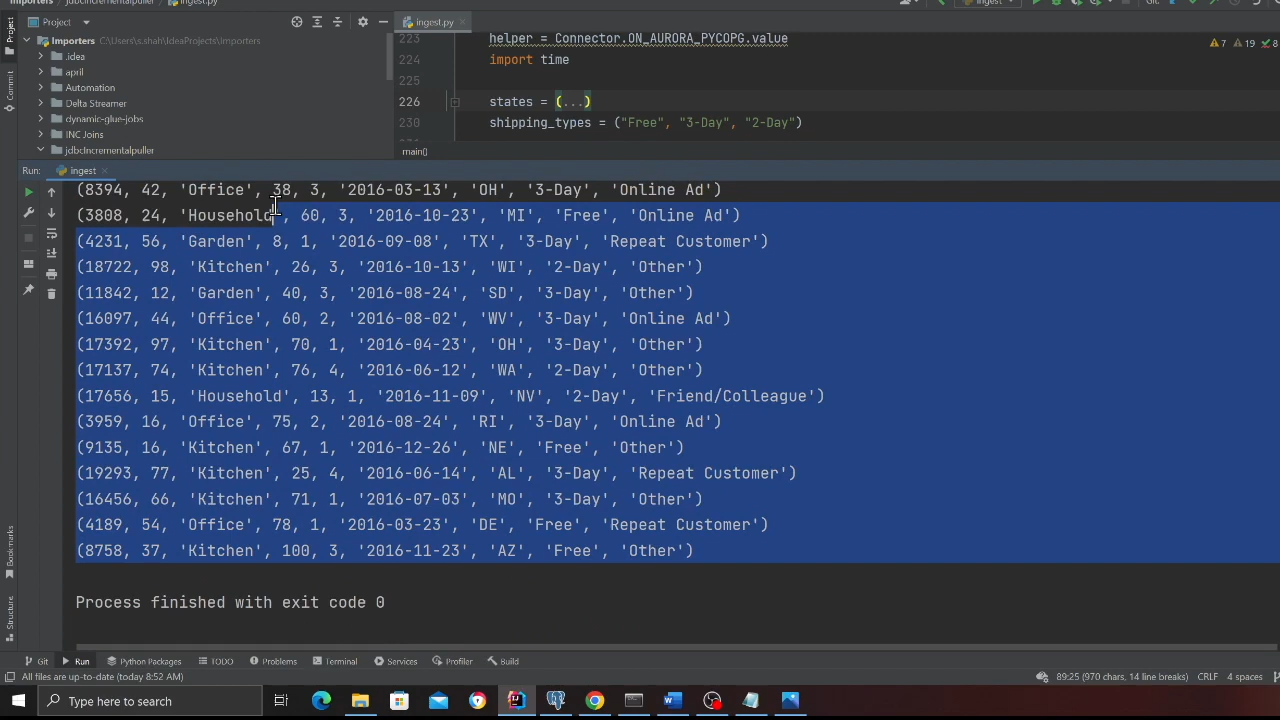 Importers
jdbcIncrementalpuller
ingest.py
ingest
Git:
Project
ingest.py
Project
Importers C:\Users\s.shah\IdeaProjects\Importers
.idea
april
Automation
Delta Streamer
dynamic-glue-jobs
INC Joins
jdbcIncrementalpuller
Commit
223 helper = Connector.ON_AURORA_PYCOPG.value
224 import time
225
226 states = (...)
230 shipping_types = ("Free", "3-Day", "2-Day")
7 19 8
main()
Run: ingest
(8394, 42, 'Office', 38, 3, '2016-03-13', 'OH', '3-Day', 'Online Ad')
(3808, 24, 'Household', 60, 3, '2016-10-23', 'MI', 'Free', 'Online Ad')
(4231, 56, 'Garden', 8, 1, '2016-09-08', 'TX', '3-Day', 'Repeat Customer')
(18722, 98, 'Kitchen', 26, 3, '2016-10-13', 'WI', '2-Day', 'Other')
(11842, 12, 'Garden', 40, 3, '2016-08-24', 'SD', '3-Day', 'Other')
(16097, 44, 'Office', 60, 2, '2016-08-02', 'WV', '3-Day', 'Online Ad')
(17392, 97, 'Kitchen', 70, 1, '2016-04-23', 'OH', '3-Day', 'Other')
(17137, 74, 'Kitchen', 76, 4, '2016-06-12', 'WA', '2-Day', 'Other')
(17656, 15, 'Household', 13, 1, '2016-11-09', 'NV', '2-Day', 'Friend/Colleague')
(3959, 16, 'Office', 75, 2, '2016-08-24', 'RI', '3-Day', 'Online Ad')
(9135, 16, 'Kitchen', 67, 1, '2016-12-26', 'NE', 'Free', 'Other')
(19293, 77, 'Kitchen', 25, 4, '2016-06-14', 'AL', '3-Day', 'Repeat Customer')
(16456, 66, 'Kitchen', 71, 1, '2016-07-03', 'MO', '3-Day', 'Other')
(4189, 54, 'Office', 78, 1, '2016-03-23', 'DE', 'Free', 'Repeat Customer')
(8758, 37, 'Kitchen', 100, 3, '2016-11-23', 'AZ', 'Free', 'Other')
Process finished with exit code 0
Bookmarks
Structure
Git Run Python Packages TODO Problems Terminal Services Profiler Build
All files are up-to-date (today 8:52 AM)
89:25 (970 chars, 14 line breaks) CRLF 4 spaces
Type here to search